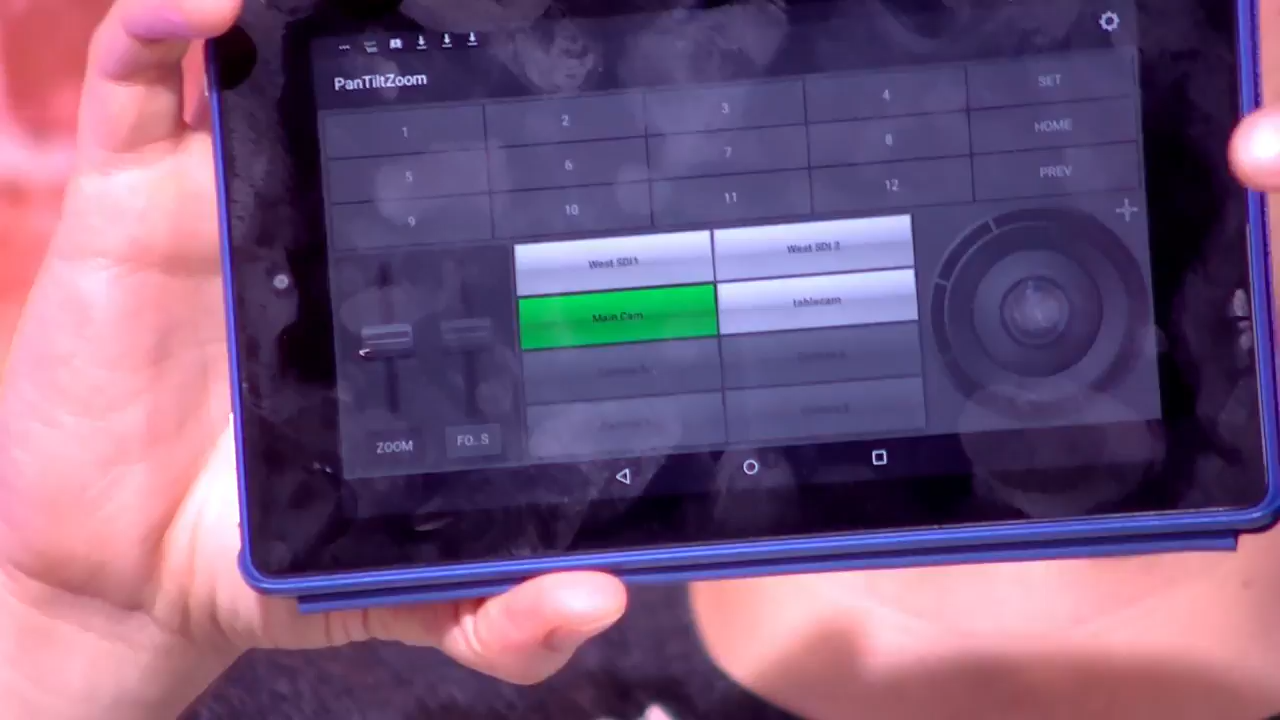 PanTiltZoom
1 2 3 4 SET
5 6 7 8 HOME
9 10 11 12 PREV
West SDI1 West SDI 2
Main Cam tablecam
ZOOM FO..S